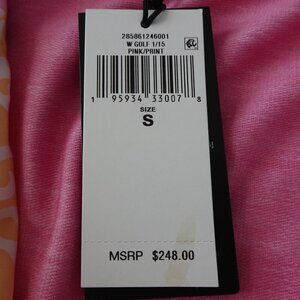 285861246001
W GOLF 1/15
PINK/PRINT
1 95934 33007 8
SIZE
S
MSRP $248.00